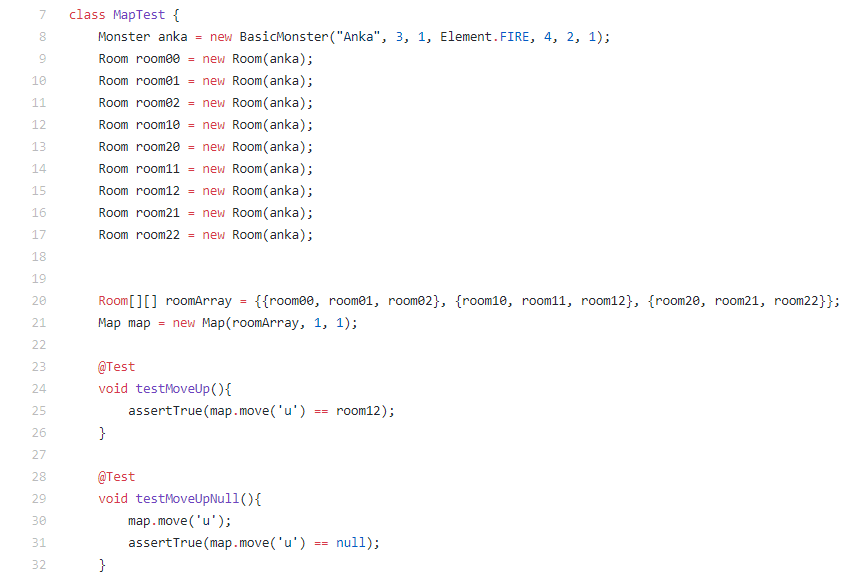 7 class MapTest {
8 Monster anka = new BasicMonster("Anka", 3, 1, Element.FIRE, 4, 2, 1);
9 Room room00 = new Room(anka);
10 Room room01 = new Room(anka);
11 Room room02 = new Room(anka);
12 Room room10 = new Room(anka);
13 Room room20 = new Room(anka);
14 Room room11 = new Room(anka);
15 Room room12 = new Room(anka);
16 Room room21 = new Room(anka);
17 Room room22 = new Room(anka);
18
19
20 Room[][] roomArray = {{room00, room01, room02}, {room10, room11, room12}, {room20, room21, room22}};
21 Map map = new Map(roomArray, 1, 1);
22
23 @Test
24 void testMoveUp(){
25 assertTrue(map.move('u') == room12);
26 }
27
28 @Test
29 void testMoveUpNull(){
30 map.move('u');
31 assertTrue(map.move('u') == null);
32 }